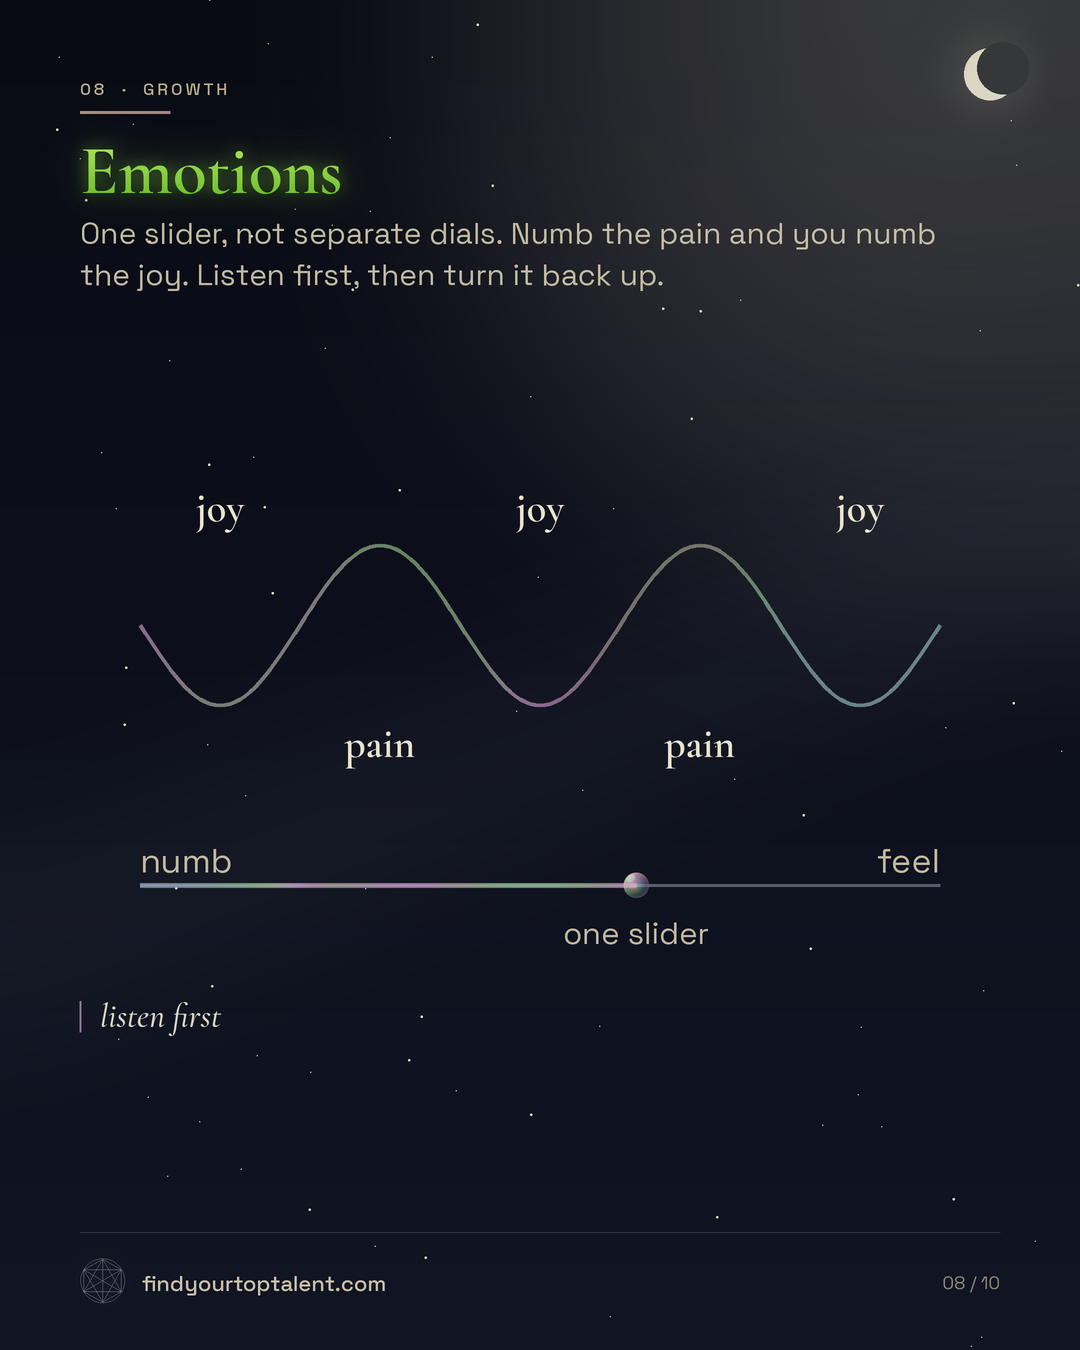 08 · GROWTH
Emotions
One slider, not separate dials. Numb the pain and you numb
the joy. Listen first, then turn it back up.
joy joy joy
pain pain
numb feel
one slider
listen first
findyourtoptalent.com 08 / 10